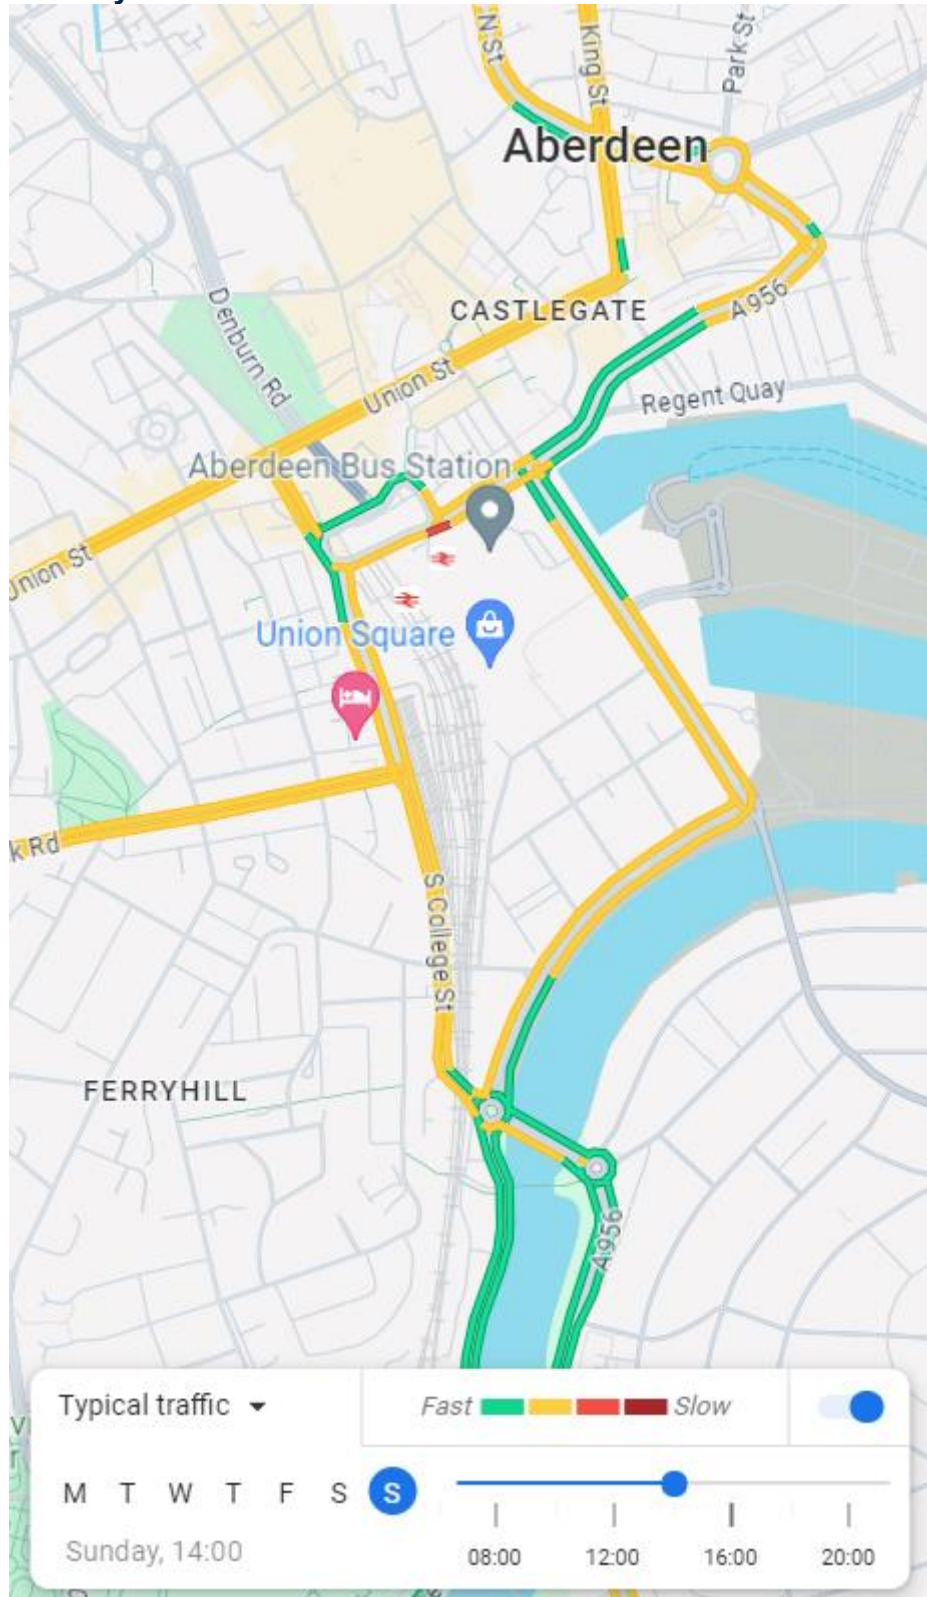 N St
King St
Park St
Aberdeen
Denburn Rd
CASTLEGATE
A 956
Union St
Regent Quay
Aberdeen Bus Station
Union St
Union Square
k Rd
S College St
FERRYHILL
A956
Typical traffic
Fast
Slow
M T W T F S S
Sunday, 14:00
08:00 12:00 16:00 20:00